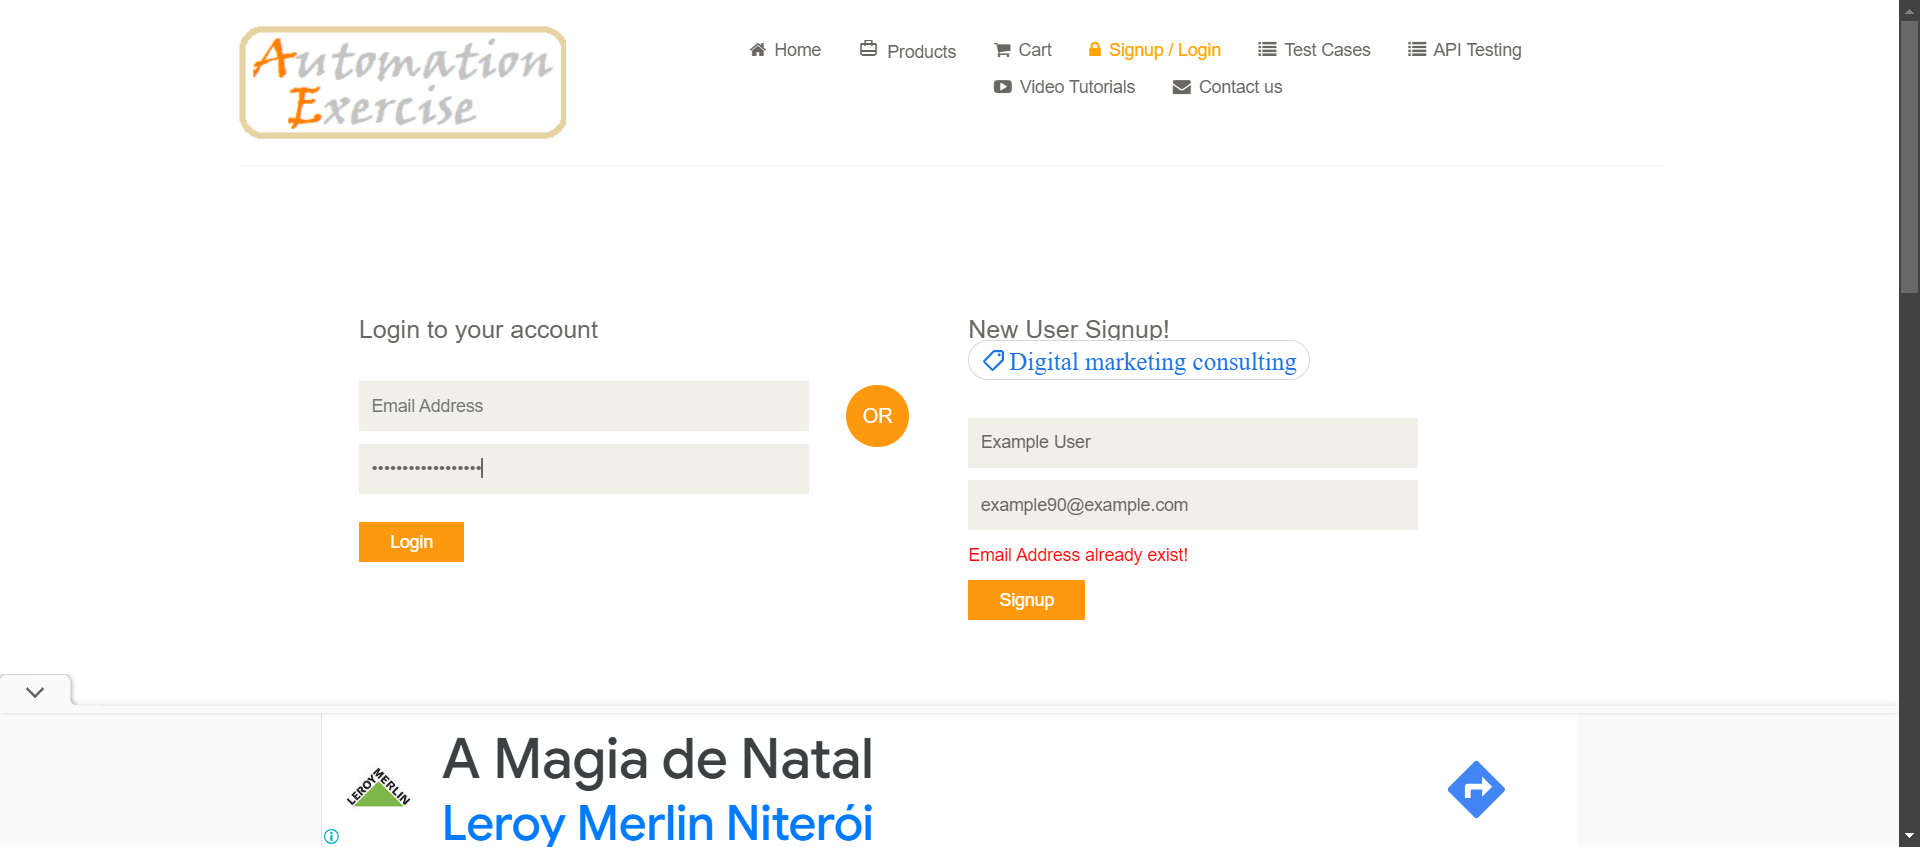 Automation
Exercise
Home
Products
Cart
Signup / Login
Test Cases
API Testing
Video Tutorials
Contact us
Login to your account
Email Address
••••••••••••••••••
Login
OR
New User Signup!
Digital marketing consulting
Example User
example90@example.com
Email Address already exist!
Signup
LEROY MERLIN
A Magia de Natal
Leroy Merlin Niterói